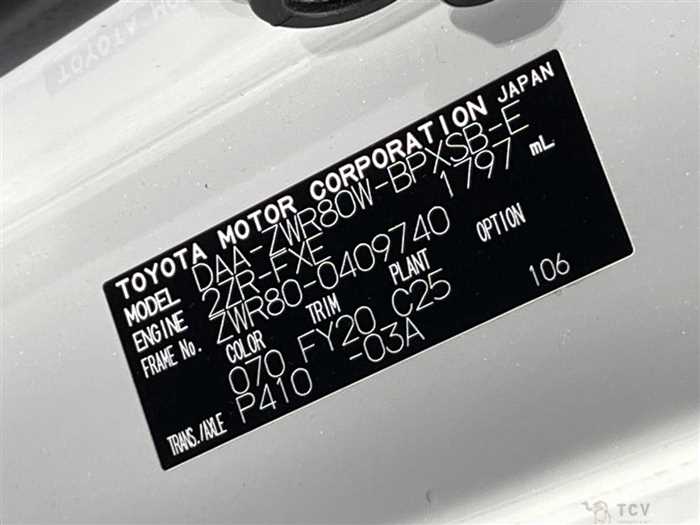 TOYOTA MOTOR CORPORATION JAPAN
MODEL DAA-ZWR80W-BPXSB-E
ENGINE 2ZR-FXE 1797 mL
FRAME No. ZWR80-0409740
COLOR TRIM PLANT OPTION
070 FY20 C25 106
TRANS./AXLE P410 -03A
TCV